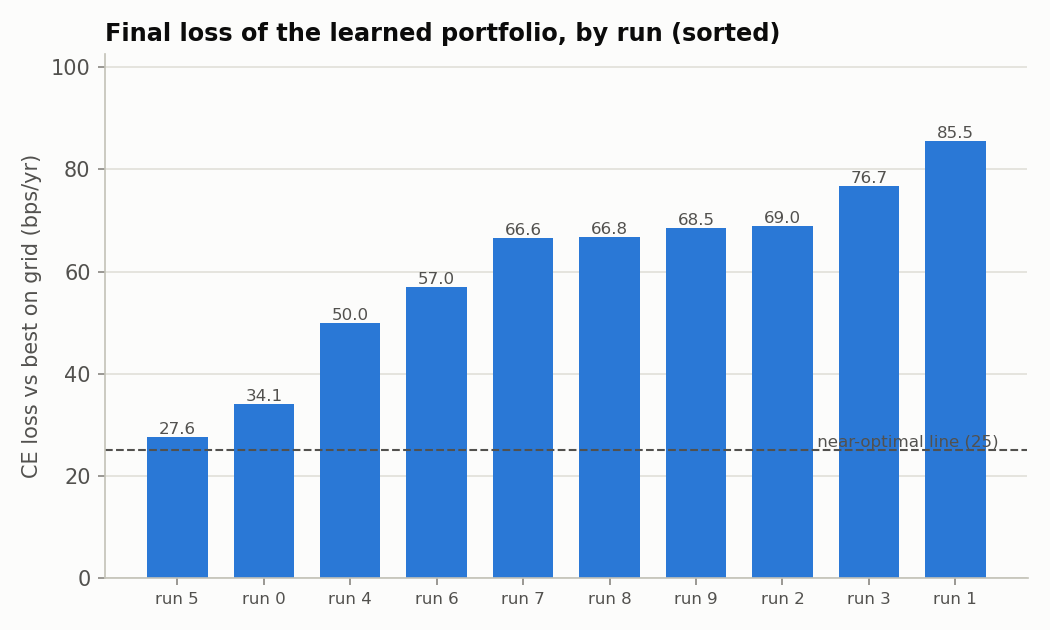 Final loss of the learned portfolio, by run (sorted)
CE loss vs best on grid (bps/yr)
100
80
60
40
20
0
27.6
34.1
50.0
57.0
66.6
66.8
68.5
69.0
76.7
85.5
near-optimal line (25)
run 5
run 0
run 4
run 6
run 7
run 8
run 9
run 2
run 3
run 1